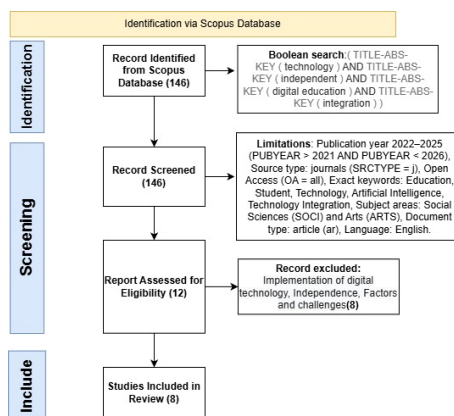 Identification via Scopus Database
Identification
Record Identified
from Scopus
Database (146)
Boolean search:( TITLE-ABS-
KEY ( technology ) AND TITLE-ABS-
KEY ( independent ) AND TITLE-ABS-
KEY ( digital education ) AND TITLE-ABS-
KEY ( integration ) )
Screening
Record Screened
(146)
Limitations: Publication year 2022–2025
(PUBYEAR > 2021 AND PUBYEAR < 2026),
Source type: journals (SRCTYPE = j), Open
Access (OA = all), Exact keywords: Education,
Student, Technology, Artificial Intelligence,
Technology Integration, Subject areas: Social
Sciences (SOCI) and Arts (ARTS), Document
type: article (ar), Language: English.
Report Assessed for
Eligibility (12)
Record excluded:
Implementation of digital
technology, Independence, Factors
and challenges(8)
Include
Studies Included in
Review (8)